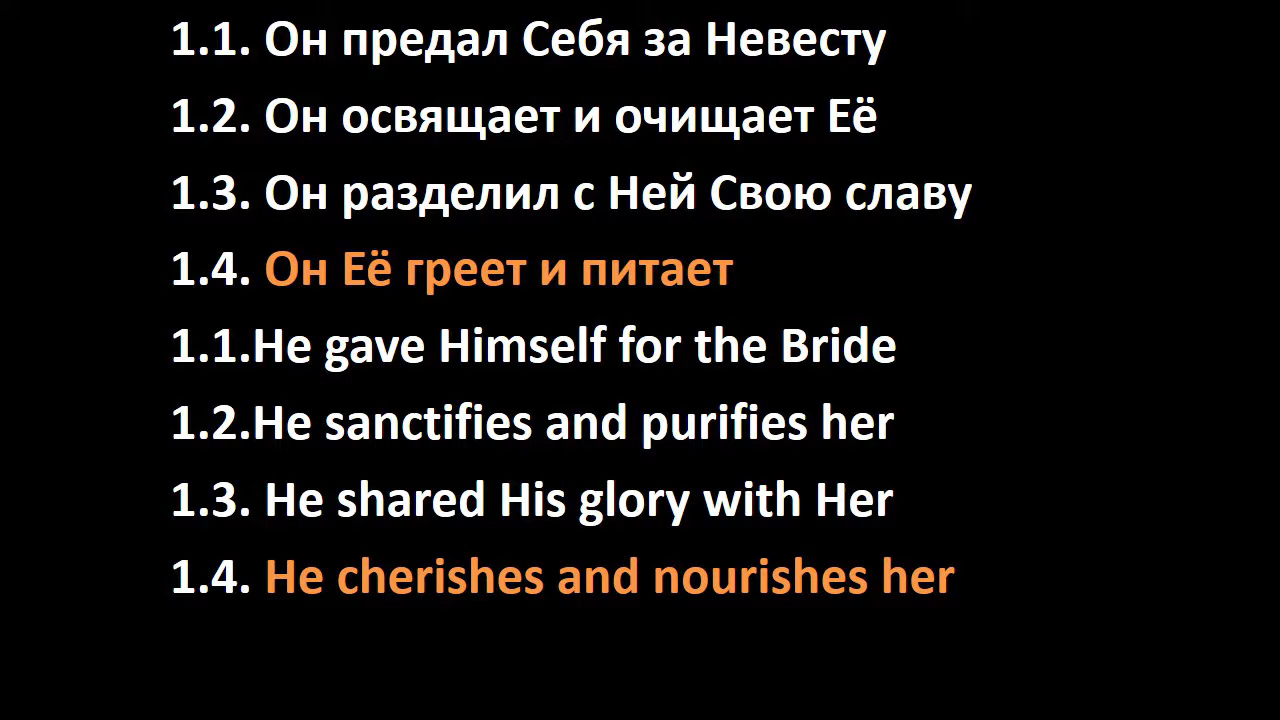 1.1. Он предал Себя за Невесту
1.2. Он освящает и очищает Её
1.3. Он разделил с Ней Свою славу
1.4. Он Её греет и питает
1.1.He gave Himself for the Bride
1.2.He sanctifies and purifies her
1.3. He shared His glory with Her
1.4. He cherishes and nourishes her